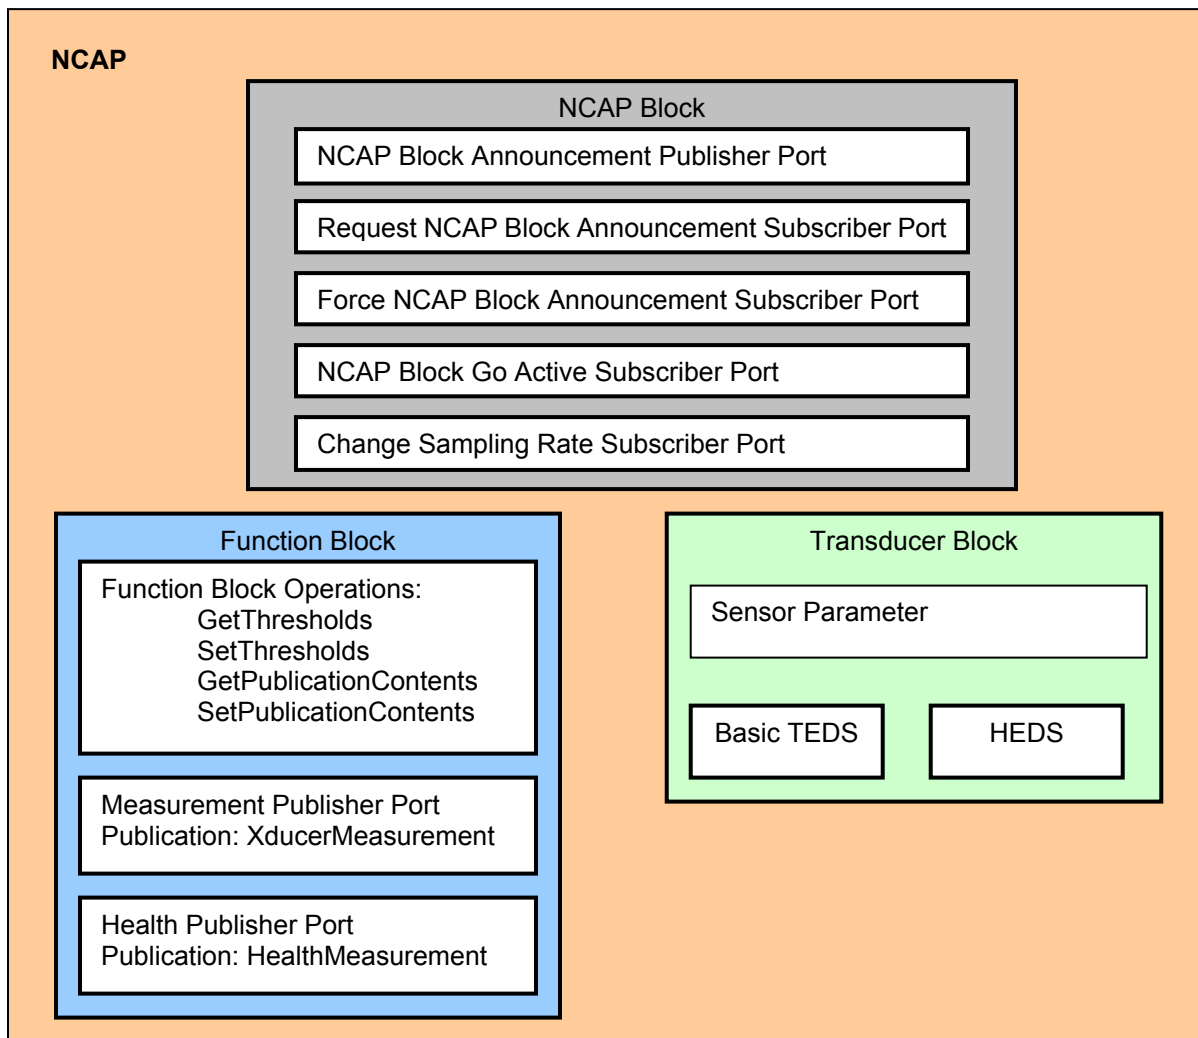 NCAP
NCAP Block
NCAP Block Announcement Publisher Port
Request NCAP Block Announcement Subscriber Port
Force NCAP Block Announcement Subscriber Port
NCAP Block Go Active Subscriber Port
Change Sampling Rate Subscriber Port
Function Block
Function Block Operations:
GetThresholds
SetThresholds
GetPublicationContents
SetPublicationContents
Measurement Publisher Port
Publication: XducerMeasurement
Health Publisher Port
Publication: HealthMeasurement
Transducer Block
Sensor Parameter
Basic TEDS
HEDS